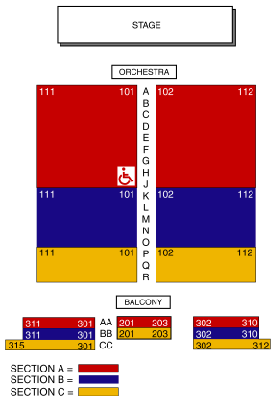 STAGE
ORCHESTRA
111 101 A 102 112
B
C
D
E
F
G
H
J
111 101 K 102 112
L
M
N
O
111 101 P 102 112
Q
R
BALCONY
311 301 AA 201 203 302 310
311 301 BB 201 203 302 310
315 301 CC 302 312
SECTION A =
SECTION B =
SECTION C =